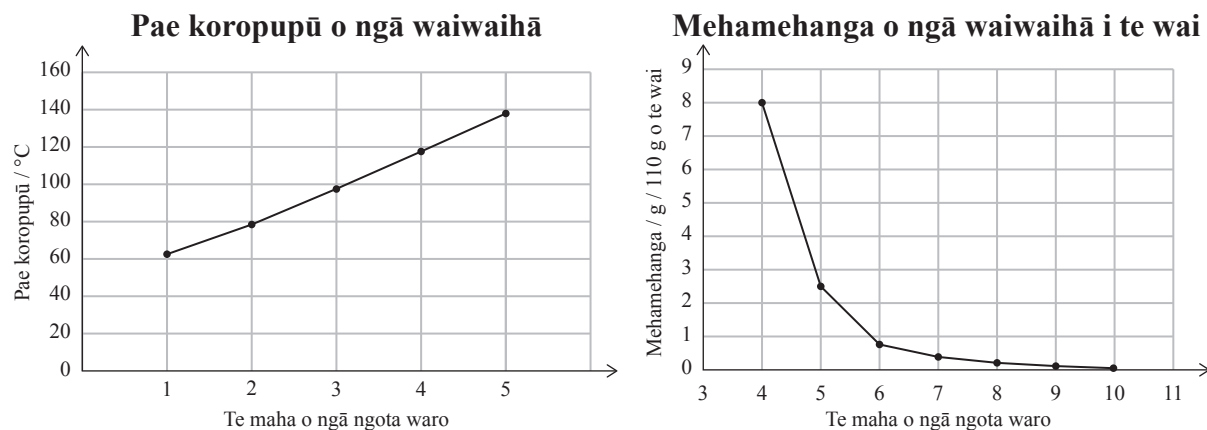 Pae koropupū o ngā waiwaihā
160
140
120
100
80
60
40
20
0
Pae koropupū / °C
1 2 3 4 5
Te maha o ngā ngota waro
Mehamehanga o ngā waiwaihā i te wai
9
8
7
6
5
4
3
2
1
0
Mehamehanga / g / 110 g o te wai
3 4 5 6 7 8 9 10 11
Te maha o ngā ngota waro